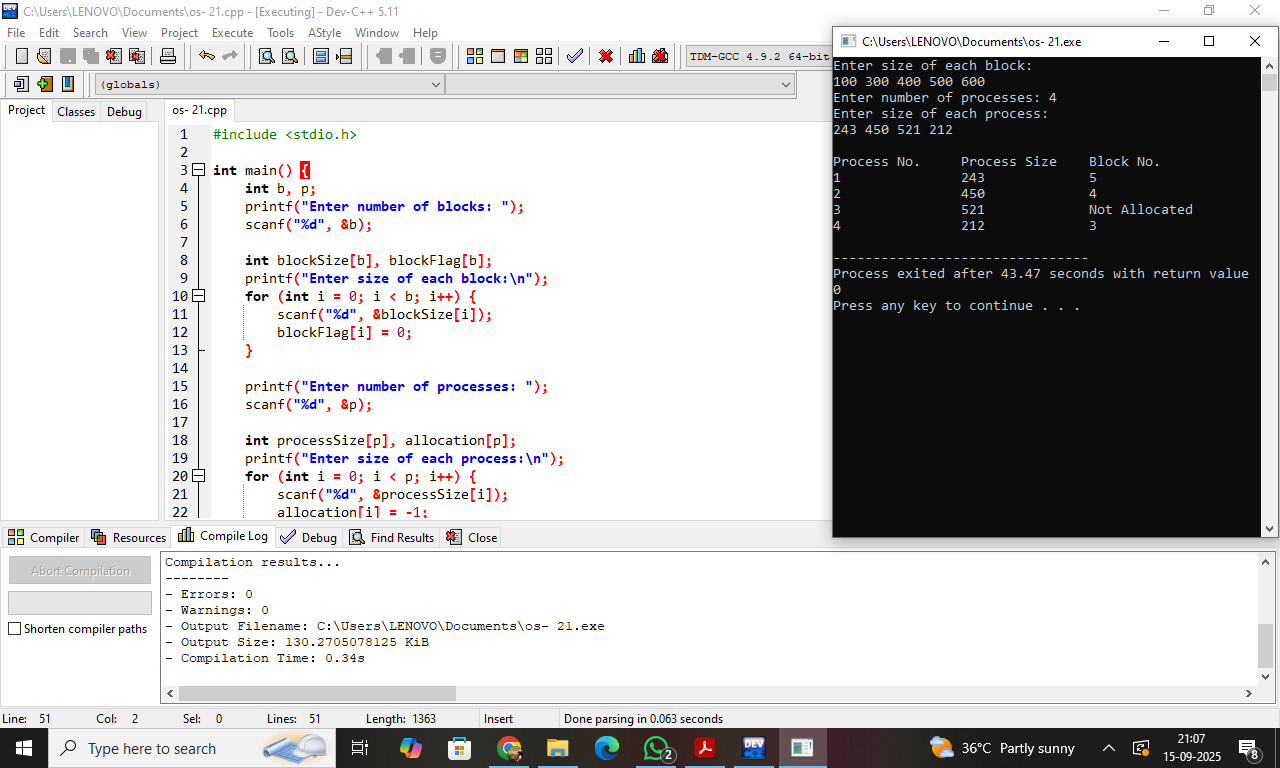 C:\Users\LENOVO\Documents\os- 21.cpp - [Executing] - Dev-C++ 5.11
File Edit Search View Project Execute Tools AStyle Window Help
TDM-GCC 4.9.2 64-bit
(globals)
Project Classes Debug
os- 21.cpp
1 #include <stdio.h>
2
3 int main() {
4 int b, p;
5 printf("Enter number of blocks: ");
6 scanf("%d", &b);
7
8 int blockSize[b], blockFlag[b];
9 printf("Enter size of each block:\n");
10 for (int i = 0; i < b; i++) {
11 scanf("%d", &blockSize[i]);
12 blockFlag[i] = 0;
13 }
14
15 printf("Enter number of processes: ");
16 scanf("%d", &p);
17
18 int processSize[p], allocation[p];
19 printf("Enter size of each process:\n");
20 for (int i = 0; i < p; i++) {
21 scanf("%d", &processSize[i]);
22 allocation[i] = -1;
C:\Users\LENOVO\Documents\os- 21.exe
Enter size of each block:
100 300 400 500 600
Enter number of processes: 4
Enter size of each process:
243 450 521 212
Process No. Process Size Block No.
1 243 5
2 450 4
3 521 Not Allocated
4 212 3
--------------------------------
Process exited after 43.47 seconds with return value
0
Press any key to continue . . .
Compiler Resources Compile Log Debug Find Results Close
Abort Compilation
Shorten compiler paths
Compilation results...
--------
- Errors: 0
- Warnings: 0
- Output Filename: C:\Users\LENOVO\Documents\os- 21.exe
- Output Size: 130.2705078125 KiB
- Compilation Time: 0.34s
Line: 51 Col: 2 Sel: 0 Lines: 51 Length: 1363 Insert Done parsing in 0.063 seconds
Type here to search
2
DEV
36°C Partly sunny
21:07
15-09-2025
8